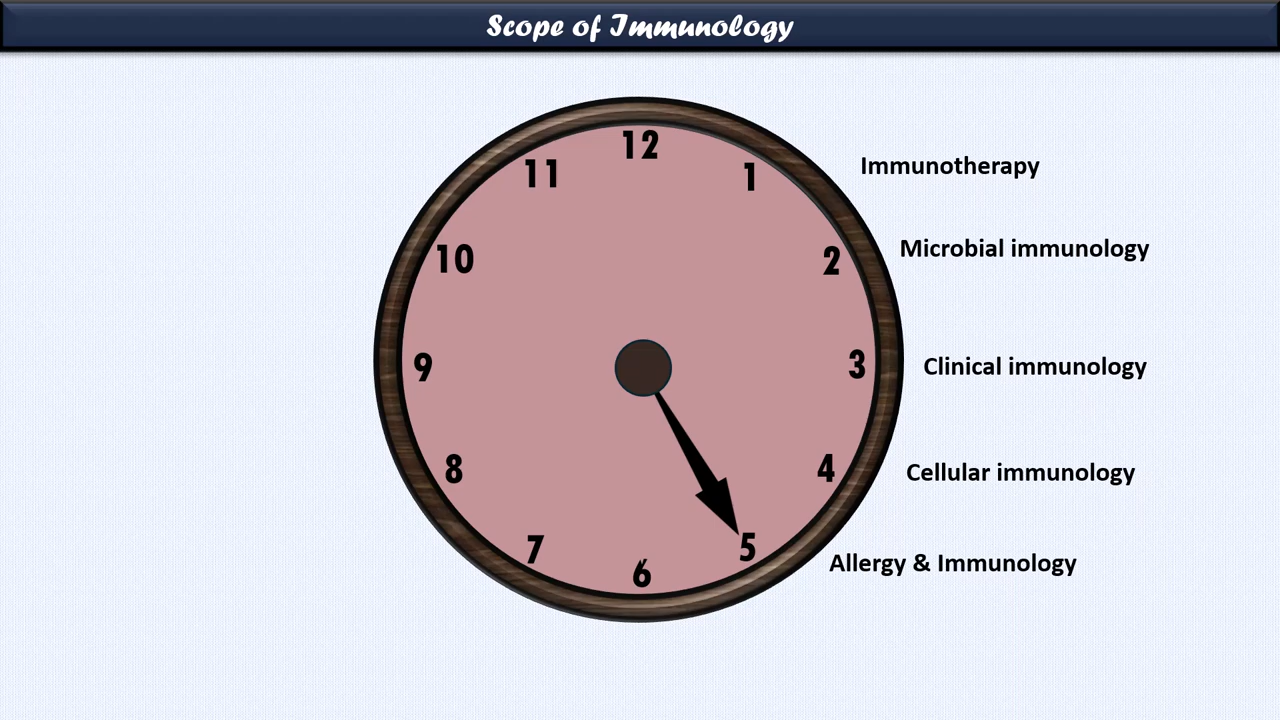 Scope of Immunology
12
11
1
Immunotherapy
10
2
Microbial immunology
9
3
Clinical immunology
8
4
Cellular immunology
7
5
Allergy & Immunology
6